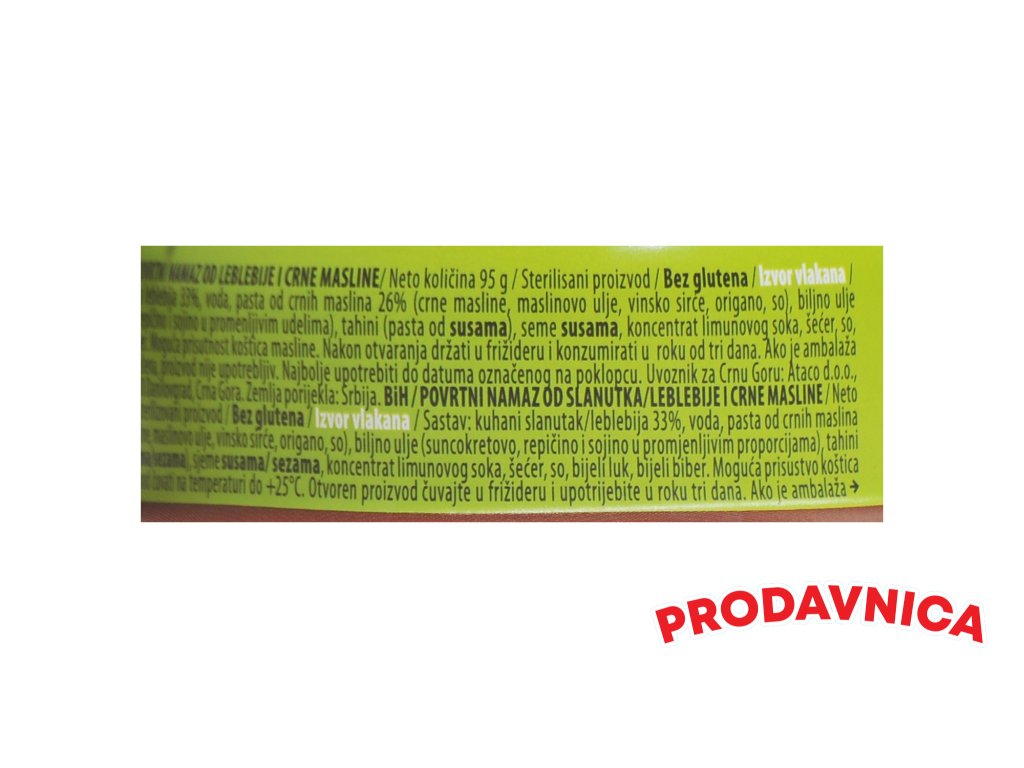 NAMAZ OD LEBLEBIJE I CRNE MASLINE / Neto količina 95 g / Sterilisani proizvod / Bez glutena / Izvor vlakana /
33%, voda, pasta od crnih maslina 26% (crne masline, maslinovo ulje, vinsko sirće, origano, so), biljno ulje
i sojino u promenljivim udelima), tahini (pasta od susama), seme susama, koncentrat limunovog soka, šećer, so,
Moguća prisutnost koštica masline. Nakon otvaranja držati u frižideru i konzumirati u roku od tri dana. Ako je ambalaža
proizvod nije upotrebljiv. Najbolje upotrebiti do datuma označenog na poklopcu. Uvoznik za Crnu Goru: Ataco d.o.o.,
Danilovgrad, Crna Gora. Zemlja porijekla: Srbija. BiH / POVRTNI NAMAZ OD SLANUTKA/LEBLEBIJE I CRNE MASLINE / Neto
proizvod / Bez glutena / Izvor vlakana / Sastav: kuhani slanutak/leblebija 33%, voda, pasta od crnih maslina
maslinovo ulje, vinsko sirće, origano, so), biljno ulje (suncokretovo, repičino i sojino u promjenljivim proporcijama), tahini
sezama), sjeme susama/ sezama, koncentrat limunovog soka, šećer, so, bijeli luk, bijeli biber. Moguća prisustvo koštica
čuvati na temperaturi do +25°C. Otvoren proizvod čuvajte u frižideru i upotrijebite u roku tri dana. Ako je ambalaža →
PRODAVNICA